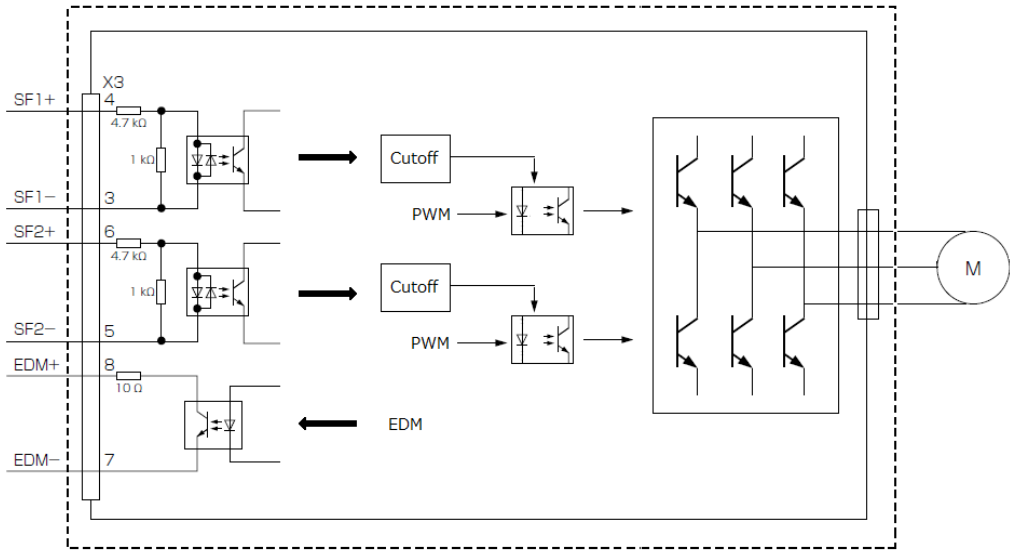 X3
SF1+
4
4.7 kΩ
1 kΩ
Cutoff
SF1−
3
PWM
SF2+
6
4.7 kΩ
M
1 kΩ
Cutoff
SF2−
5
PWM
EDM+
8
10 Ω
EDM
EDM−
7